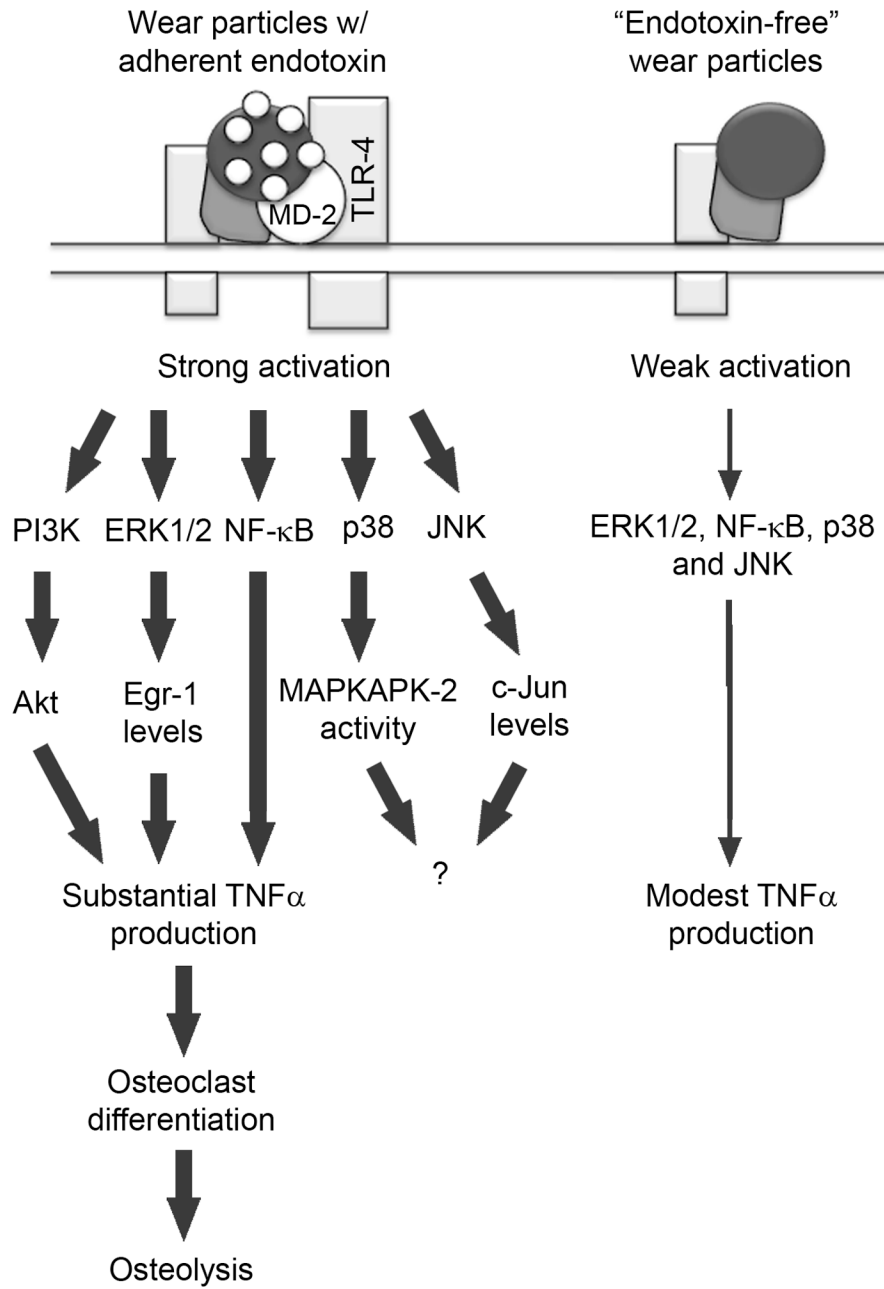 Wear particles w/
adherent endotoxin
“Endotoxin-free”
wear particles
MD-2
TLR-4
Strong activation
Weak activation
PI3K
ERK1/2
NF-κB
p38
JNK
ERK1/2, NF-κB, p38
and JNK
Akt
Egr-1
levels
MAPKAPK-2
activity
c-Jun
levels
?
Substantial TNFα
production
Modest TNFα
production
Osteoclast
differentiation
Osteolysis